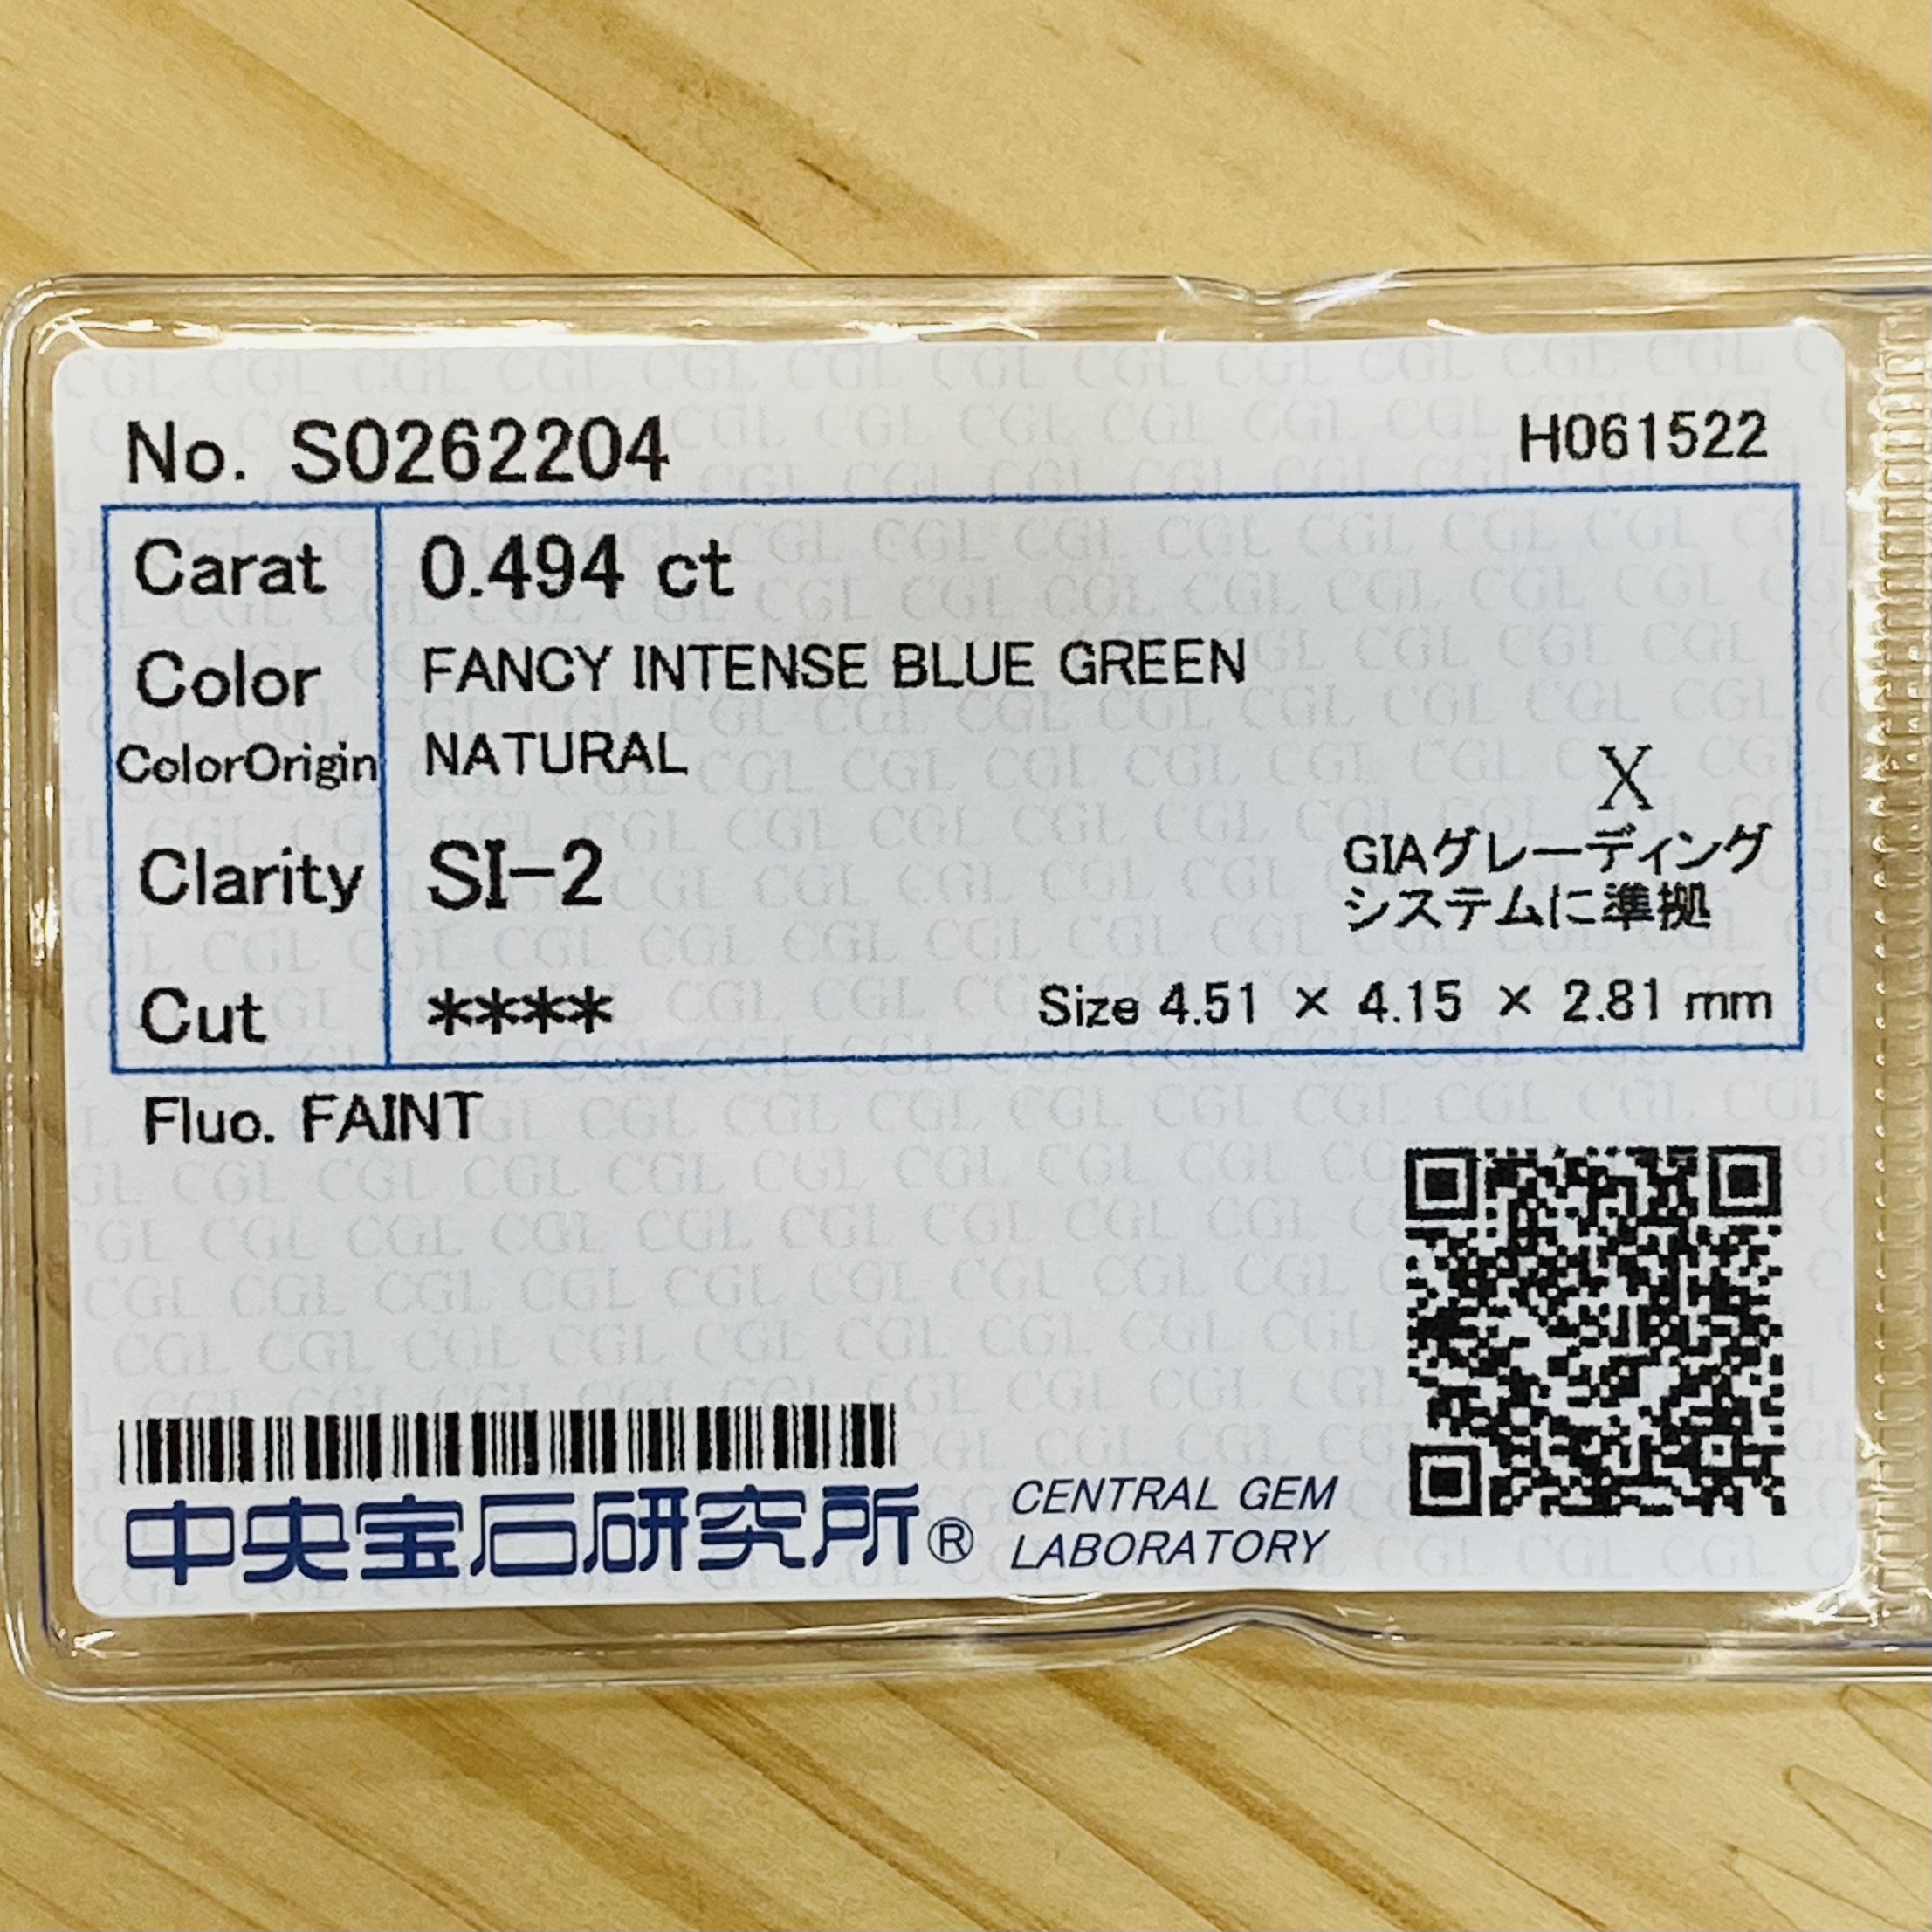 No. S0262204
H061522
Carat 0.494 ct
Color FANCY INTENSE BLUE GREEN
ColorOrigin NATURAL
X
Clarity SI-2
GIAグレーディング
システムに準拠
Cut ****
Size 4.51 × 4.15 × 2.81 mm
Fluo. FAINT
中央宝石研究所®
CENTRAL GEM
LABORATORY